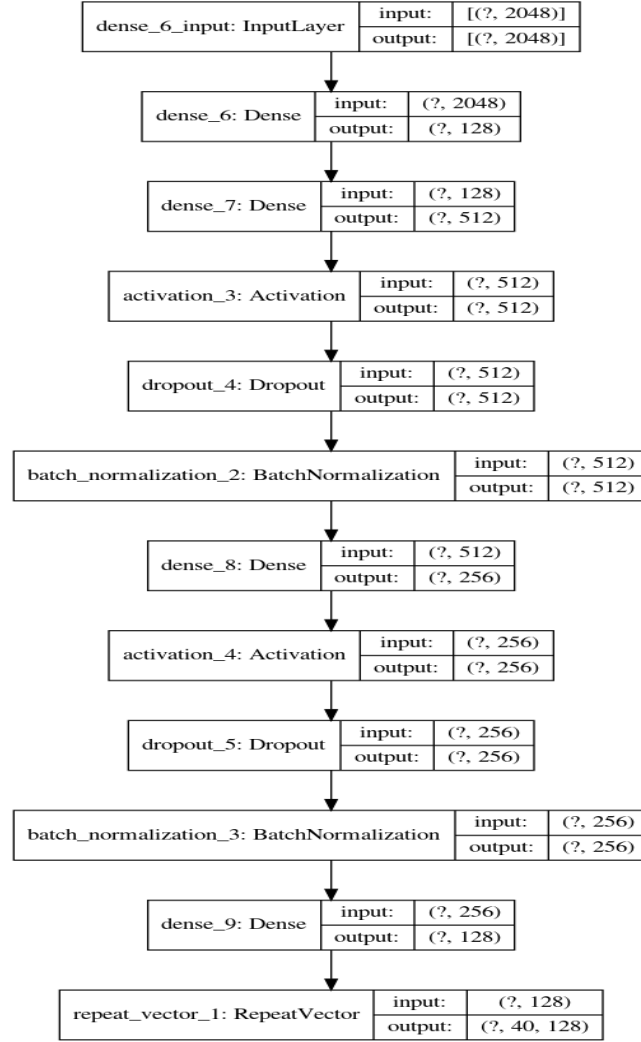 dense_6_input: InputLayer
input: [(?, 2048)]
output: [(?, 2048)]
dense_6: Dense
input: (?, 2048)
output: (?, 128)
dense_7: Dense
input: (?, 128)
output: (?, 512)
activation_3: Activation
input: (?, 512)
output: (?, 512)
dropout_4: Dropout
input: (?, 512)
output: (?, 512)
batch_normalization_2: BatchNormalization
input: (?, 512)
output: (?, 512)
dense_8: Dense
input: (?, 512)
output: (?, 256)
activation_4: Activation
input: (?, 256)
output: (?, 256)
dropout_5: Dropout
input: (?, 256)
output: (?, 256)
batch_normalization_3: BatchNormalization
input: (?, 256)
output: (?, 256)
dense_9: Dense
input: (?, 256)
output: (?, 128)
repeat_vector_1: RepeatVector
input: (?, 128)
output: (?, 40, 128)